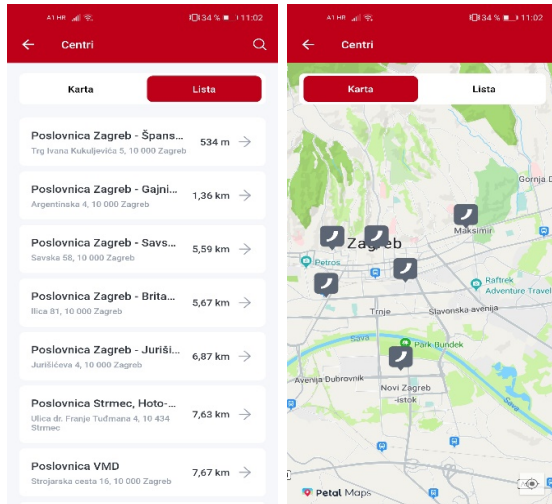 A1 HR 34 % 11:02
Centri
Karta Lista
Poslovnica Zagreb - Špans...
534 m
Trg Ivana Kukuljevića 5, 10 000 Zagreb
Poslovnica Zagreb - Gajni...
1,36 km
Argentinska 4, 10 000 Zagreb
Poslovnica Zagreb - Savs...
5,59 km
Savska 58, 10 000 Zagreb
Poslovnica Zagreb - Brita...
5,67 km
Ilica 81, 10 000 Zagreb
Poslovnica Zagreb - Juriši...
6,87 km
Jurišićeva 4, 10 000 Zagreb
Poslovnica Strmec, Hoto-...
7,63 km
Ulica dr. Franje Tuđmana 4, 10 434
Strmec
Poslovnica VMD
7,67 km
Strojarska cesta 16, 10 000 Zagreb
A1 HR 34 % 11:02
Centri
Karta Lista
Gornja D
Maksimir
Zagreb
Petros
Raftrek
Adventure Travel
Trnje
Slavonska avenija
Sava
Park Bundek
Avenija Dubrovnik
Novi Zagreb
-istok
Sava
Petal Maps